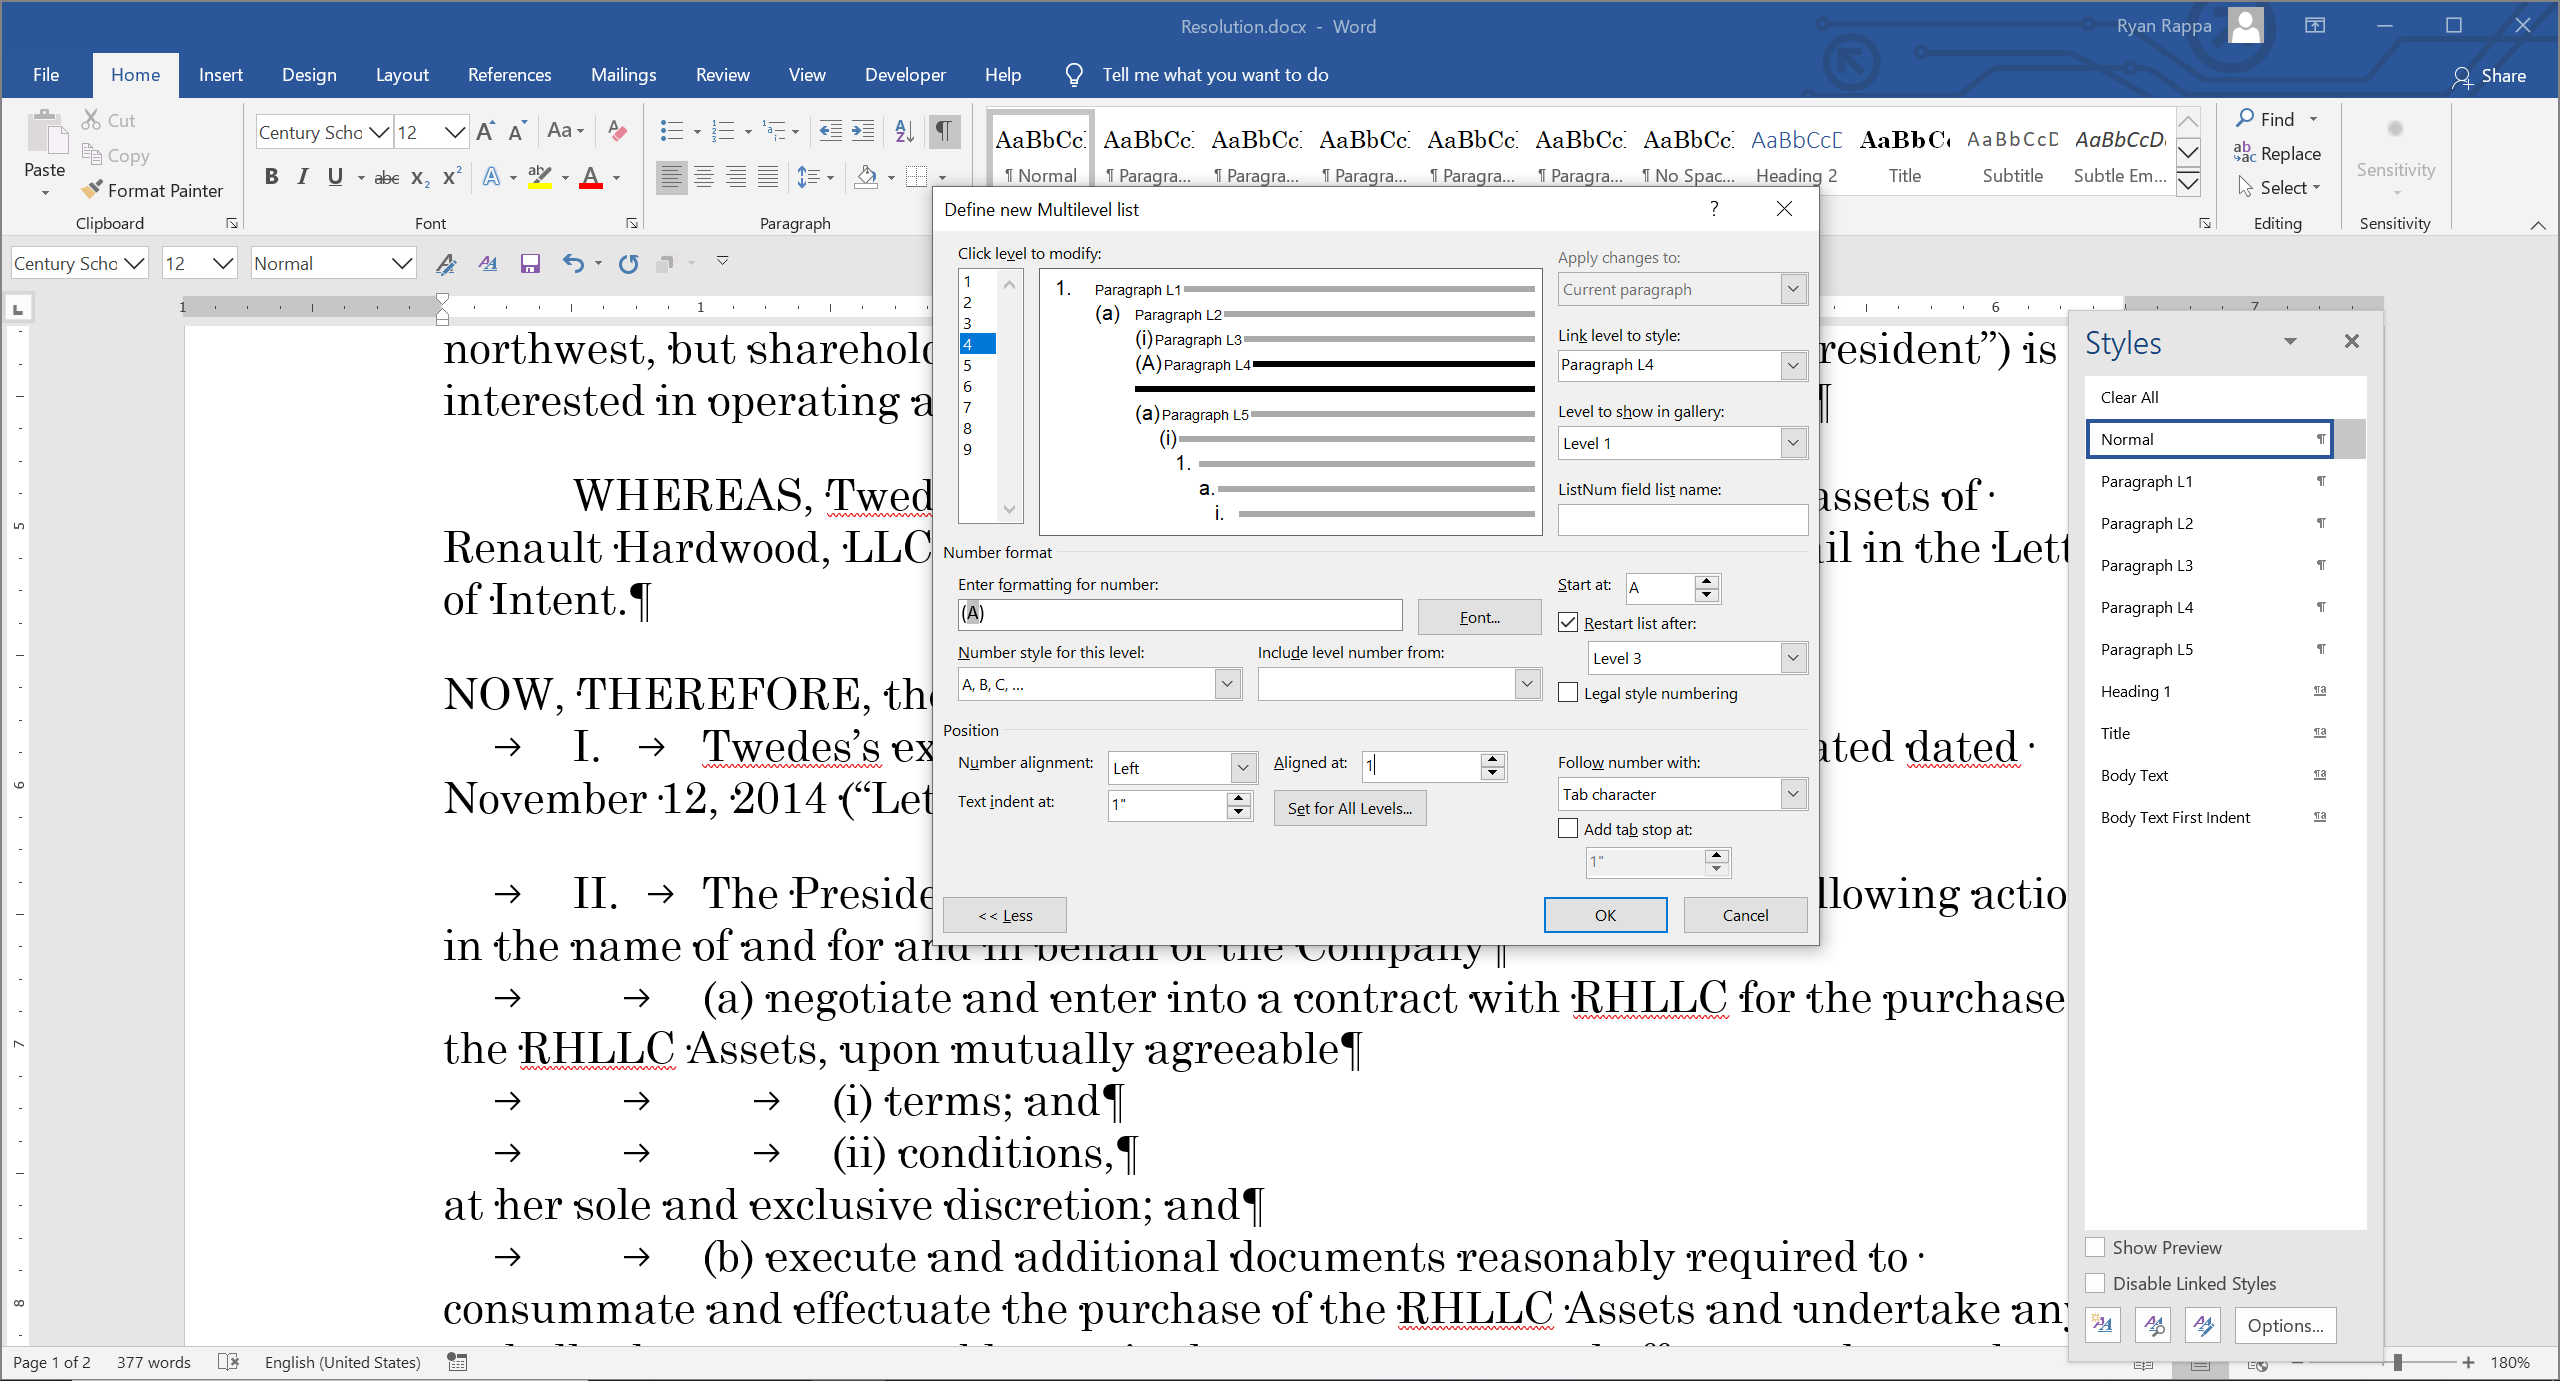 Resolution.docx - Word
Ryan Rappa
File Home Insert Design Layout References Mailings Review View Developer Help Tell me what you want to do Share
Paste
Cut
Copy
Format Painter
Clipboard
Century Scho 12
Aa
B I U abc x2 x2 A ab A
Font
Paragraph
AaBbCc AaBbCc AaBbCc AaBbCc AaBbCc AaBbCc AaBbCc AaBbCcD AaBbC AaBbCcD AaBbCcD
¶ Normal ¶ Paragra... ¶ Paragra... ¶ Paragra... ¶ Paragra... ¶ Paragra... ¶ No Spac... Heading 2 Title Subtitle Subtle Em...
Find
Replace
Select
Editing
Sensitivity
Sensitivity
Century Scho 12 Normal
1 1 6 7
5
6
7
8
northwest, but sharehol
resident”) is
interested in operating a
¶
WHEREAS, Twed
assets of
Renault Hardwood, LLC
il in the Lett
of Intent.¶
NOW, THEREFORE, the
→ I. → Twedes’s ex
ated dated
November 12, 2014 (“Let
→ II. → The Preside
llowing actio
in the name of and for and in behalf of the Company¶
→ → (a) negotiate and enter into a contract with RHLLC for the purchase
the RHLLC Assets, upon mutually agreeable¶
→ → → (i) terms; and¶
→ → → (ii) conditions,¶
at her sole and exclusive discretion; and¶
→ → (b) execute and additional documents reasonably required to
consummate and effectuate the purchase of the RHLLC Assets and undertake any
Define new Multilevel list ?
Click level to modify:
1
2
3
4
5
6
7
8
9
1. Paragraph L1
(a) Paragraph L2
(i) Paragraph L3
(A) Paragraph L4
(a) Paragraph L5
(i)
1.
a.
i.
Apply changes to:
Current paragraph
Link level to style:
Paragraph L4
Level to show in gallery:
Level 1
ListNum field list name:
Number format
Enter formatting for number:
(A)
Font...
Start at: A
Restart list after:
Level 3
Legal style numbering
Number style for this level:
A, B, C, ...
Include level number from:
Position
Number alignment: Left
Aligned at: 1
Text indent at: 1"
Set for All Levels...
Follow number with:
Tab character
Add tab stop at:
1"
<< Less
OK
Cancel
Styles
Clear All
Normal ¶
Paragraph L1 ¶
Paragraph L2 ¶
Paragraph L3 ¶
Paragraph L4 ¶
Paragraph L5 ¶
Heading 1 ¶a
Title ¶a
Body Text ¶a
Body Text First Indent ¶a
Show Preview
Disable Linked Styles
Options...
Page 1 of 2 377 words English (United States) 180%